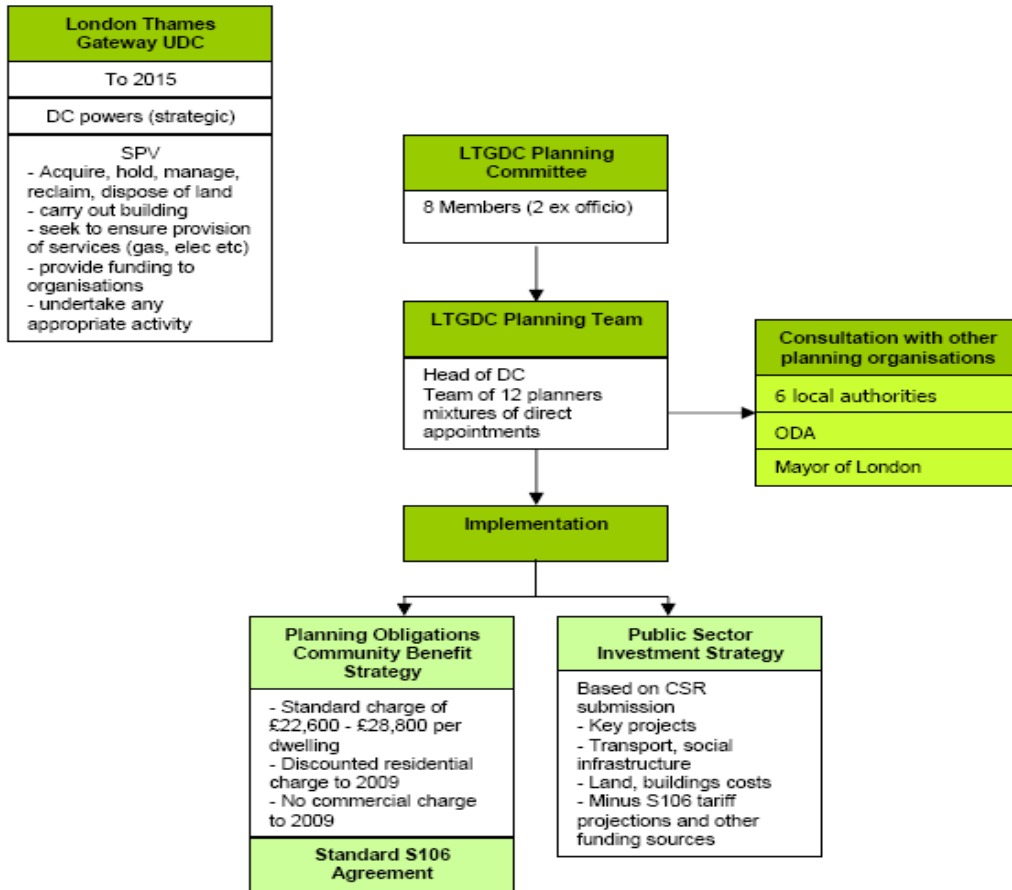 London Thames
Gateway UDC
To 2015
DC powers (strategic)
SPV
- Acquire, hold, manage,
reclaim, dispose of land
- carry out building
- seek to ensure provision
of services (gas, elec etc)
- provide funding to
organisations
- undertake any
appropriate activity
LTGDC Planning
Committee
8 Members (2 ex officio)
LTGDC Planning Team
Head of DC
Team of 12 planners
mixtures of direct
appointments
Consultation with other
planning organisations
6 local authorities
ODA
Mayor of London
Implementation
Planning Obligations
Community Benefit
Strategy
- Standard charge of
£22,600 - £28,800 per
dwelling
- Discounted residential
charge to 2009
- No commercial charge
to 2009
Standard S106
Agreement
Public Sector
Investment Strategy
Based on CSR
submission
- Key projects
- Transport, social
infrastructure
- Land, buildings costs
- Minus S106 tariff
projections and other
funding sources